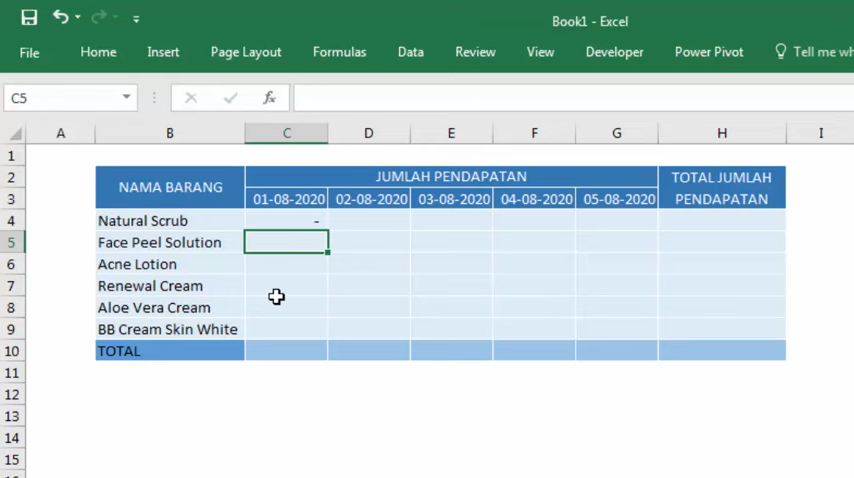 Book1 - Excel
File Home Insert Page Layout Formulas Data Review View Developer Power Pivot Tell me wh
C5 fx
A B C D E F G H I
1
2 NAMA BARANG JUMLAH PENDAPATAN TOTAL JUMLAH PENDAPATAN
3 01-08-2020 02-08-2020 03-08-2020 04-08-2020 05-08-2020
4 Natural Scrub -
5 Face Peel Solution
6 Acne Lotion
7 Renewal Cream
8 Aloe Vera Cream
9 BB Cream Skin White
10 TOTAL
11
12
13
14
15